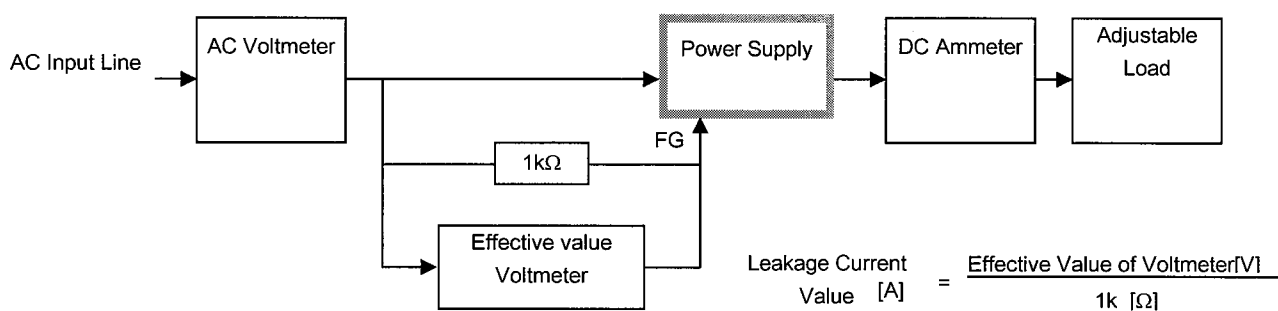 AC Input Line
AC Voltmeter
Power Supply
DC Ammeter
Adjustable
Load
FG
1kΩ
Effective value
Voltmeter
Leakage Current
Value [A]
=
Effective Value of Voltmeter[V]
1k [Ω]